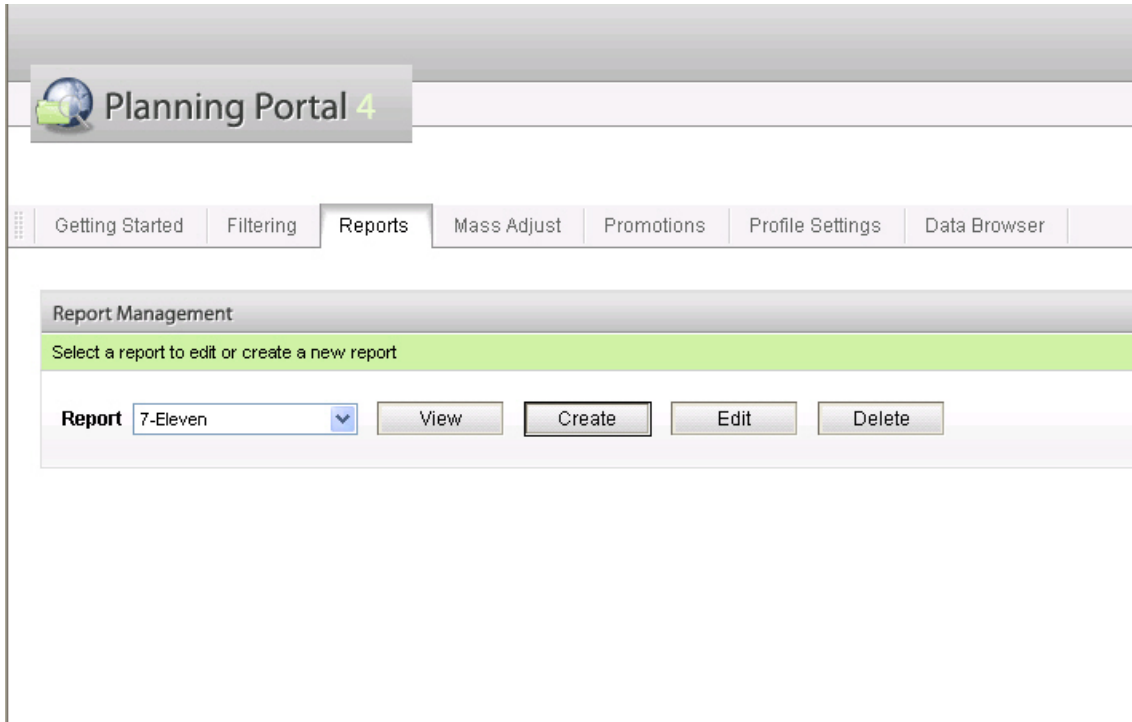 Planning Portal 4
Getting Started Filtering Reports Mass Adjust Promotions Profile Settings Data Browser
Report Management
Select a report to edit or create a new report
Report 7-Eleven View Create Edit Delete